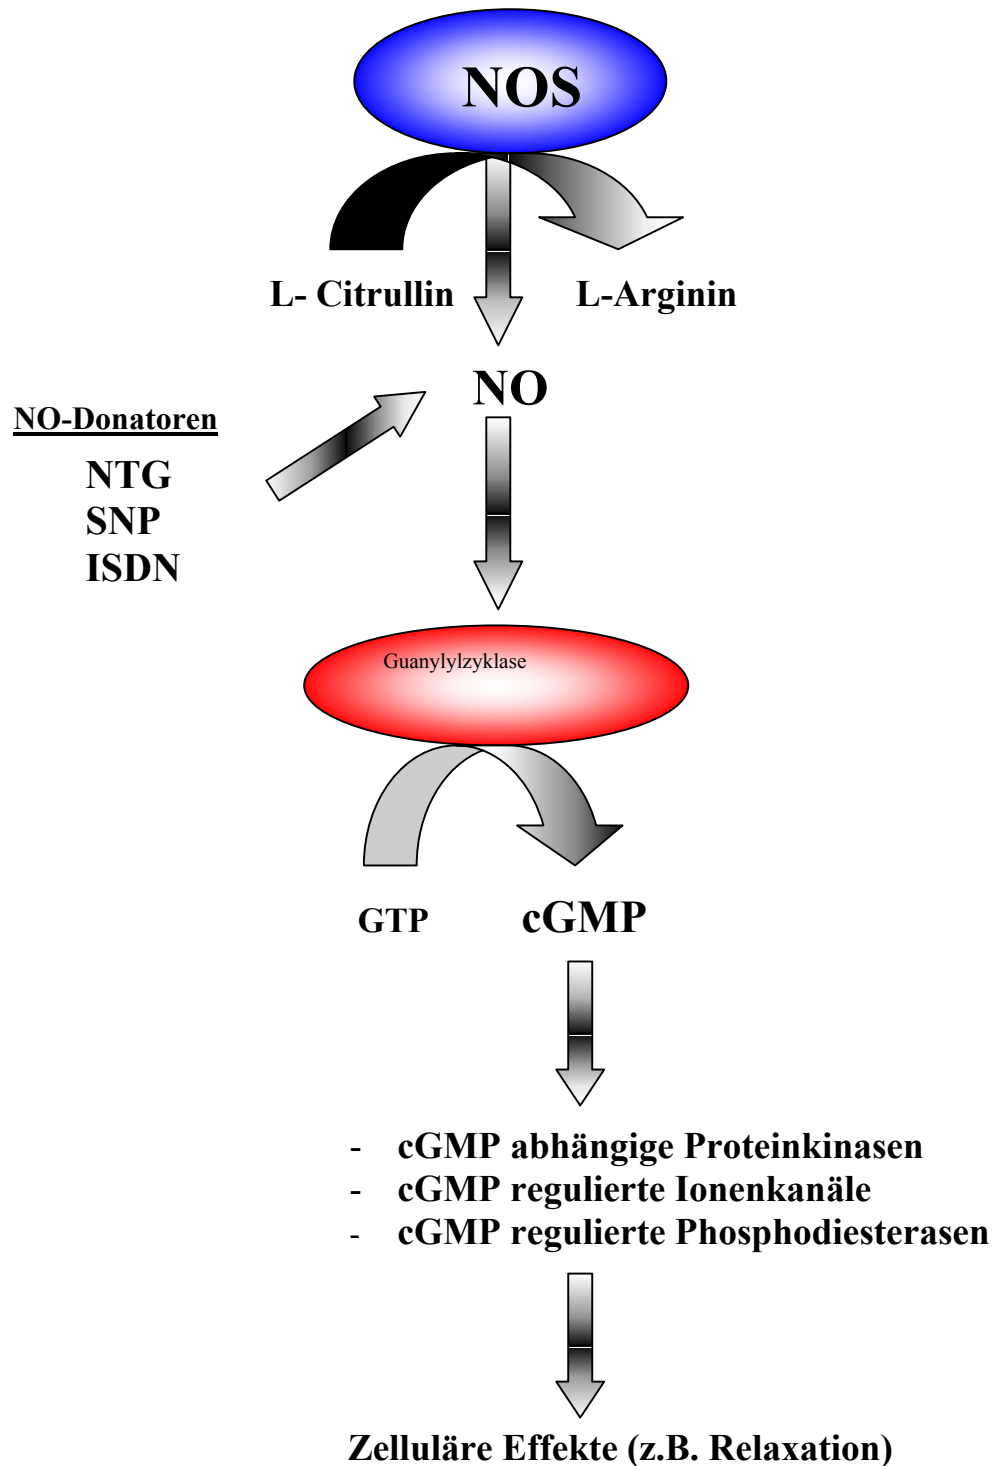 NOS
L- Citrullin
L-Arginin
NO
NO-Donatoren
NTG
SNP
ISDN
Guanylylzyklase
GTP
cGMP
- cGMP abhängige Proteinkinasen
- cGMP regulierte Ionenkanäle
- cGMP regulierte Phosphodiesterasen
Zelluläre Effekte (z.B. Relaxation)